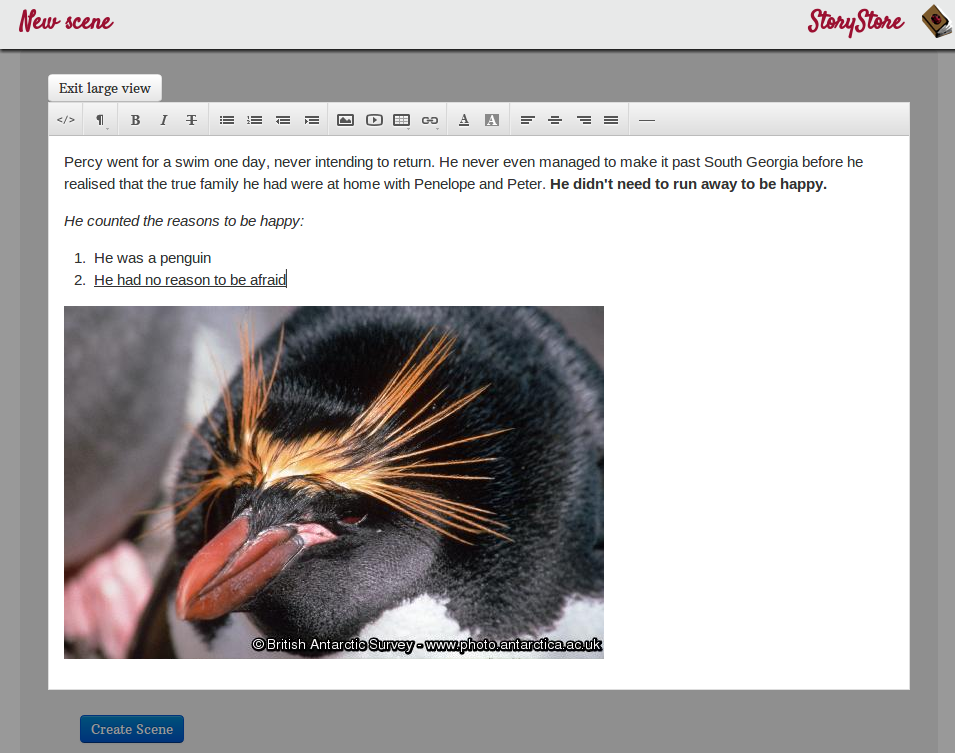 New scene
StoryStore
Exit large view
</> ¶ B I T A A
Percy went for a swim one day, never intending to return. He never even managed to make it past South Georgia before he
realised that the true family he had were at home with Penelope and Peter. He didn't need to run away to be happy.
He counted the reasons to be happy:
1. He was a penguin
2. He had no reason to be afraid
© British Antarctic Survey - www.photo.antarctica.ac.uk
Create Scene